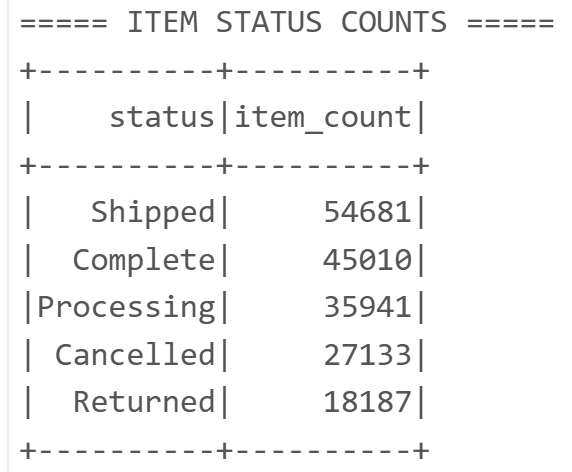 ===== ITEM STATUS COUNTS =====
+----------+----------+
|    status|item_count|
+----------+----------+
|   Shipped|     54681|
|  Complete|     45010|
|Processing|     35941|
| Cancelled|     27133|
|  Returned|     18187|
+----------+----------+